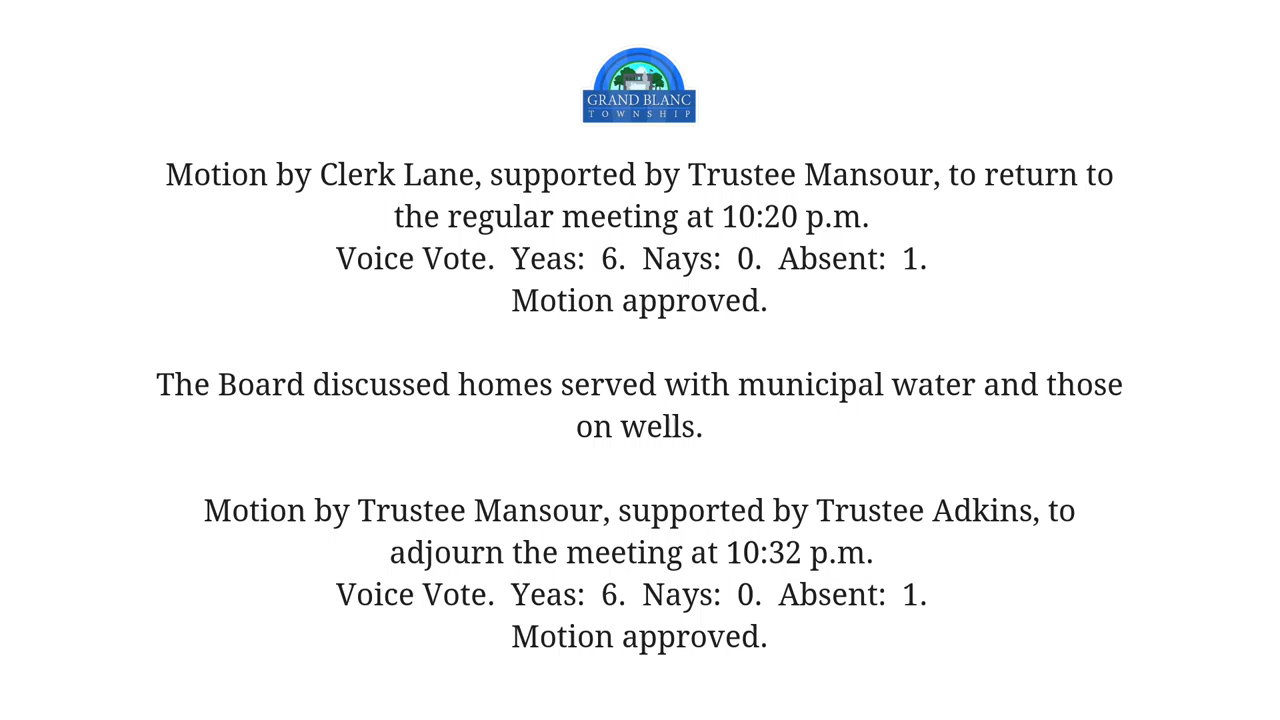 GRAND BLANC
TOWNSHIP
Motion by Clerk Lane, supported by Trustee Mansour, to return to
the regular meeting at 10:20 p.m.
Voice Vote.  Yeas:  6.  Nays:  0.  Absent:  1.
Motion approved.
The Board discussed homes served with municipal water and those
on wells.
Motion by Trustee Mansour, supported by Trustee Adkins, to
adjourn the meeting at 10:32 p.m.
Voice Vote.  Yeas:  6.  Nays:  0.  Absent:  1.
Motion approved.